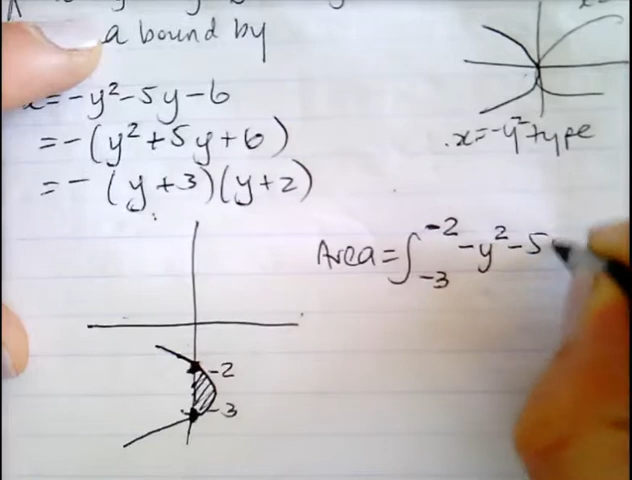 a bound by
x=-y²-5y-6
=-(y²+5y+6)
=-(y+3)(y+2)
x=-y² type
Area=∫₋₃⁻² -y²-5
-2
-3